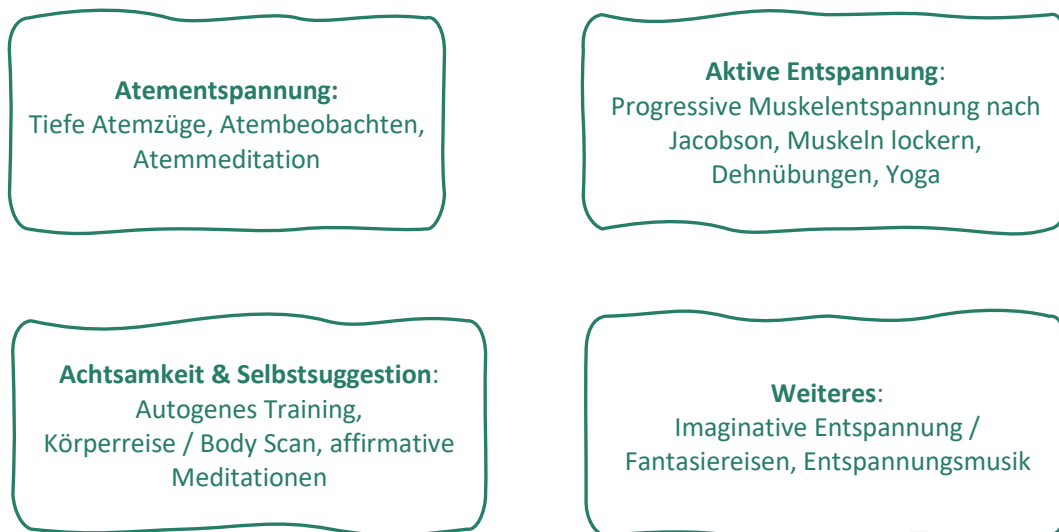 Atementspannung:
Tiefe Atemzüge, Atembeobachten,
Atemmeditation
Aktive Entspannung:
Progressive Muskelentspannung nach
Jacobson, Muskeln lockern,
Dehnübungen, Yoga
Achtsamkeit & Selbstsuggestion:
Autogenes Training,
Körperreise / Body Scan, affirmative
Meditationen
Weiteres:
Imaginative Entspannung /
Fantasiereisen, Entspannungsmusik